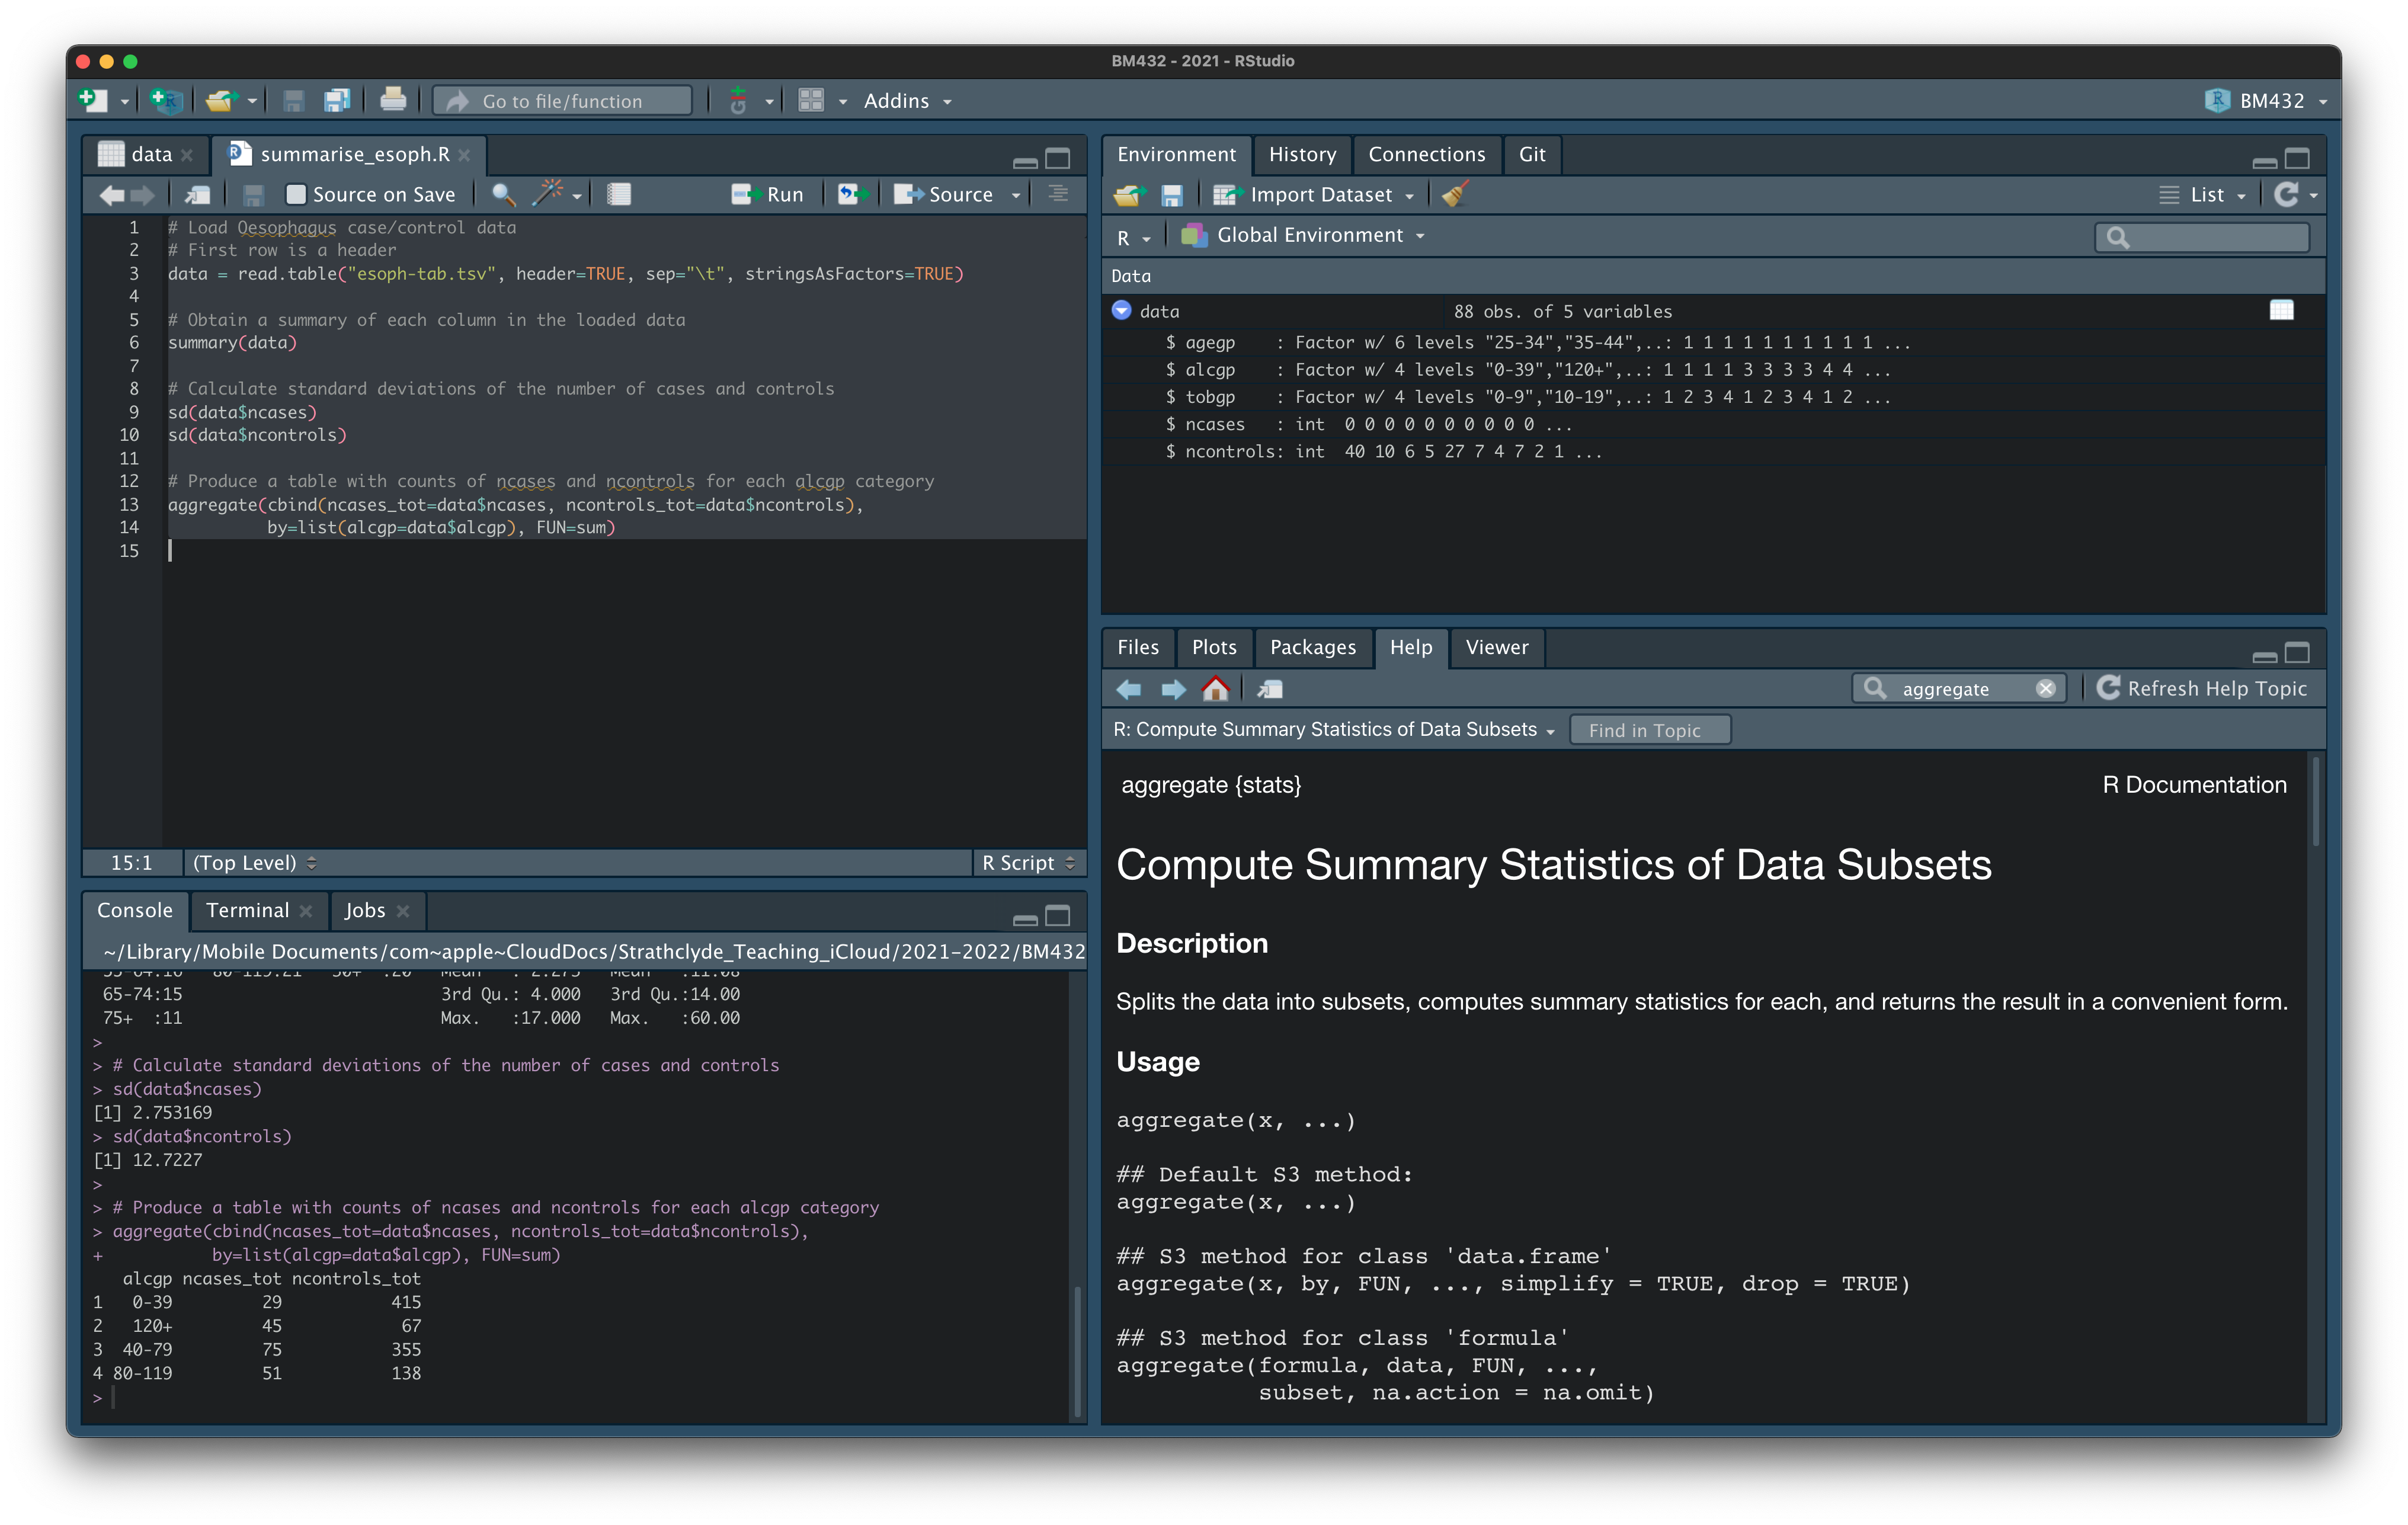 BM432 - 2021 - RStudio
Go to file/function
Addins
BM432
data
summarise_esoph.R
Source on Save
Run
Source
1 # Load Oesophagus case/control data
2 # First row is a header
3 data = read.table("esoph-tab.tsv", header=TRUE, sep="\t", stringsAsFactors=TRUE)
4
5 # Obtain a summary of each column in the loaded data
6 summary(data)
7
8 # Calculate standard deviations of the number of cases and controls
9 sd(data$ncases)
10 sd(data$ncontrols)
11
12 # Produce a table with counts of ncases and ncontrols for each alcgp category
13 aggregate(cbind(ncases_tot=data$ncases, ncontrols_tot=data$ncontrols),
14 by=list(alcgp=data$alcgp), FUN=sum)
15
15:1 (Top Level) R Script
Console Terminal Jobs
~/Library/Mobile Documents/com~apple~CloudDocs/Strathclyde_Teaching_iCloud/2021-2022/BM432
55-64:16 80-119:21 30+ :20 Mean : 2.273 Mean :11.08
65-74:15 3rd Qu.: 4.000 3rd Qu.:14.00
75+ :11 Max. :17.000 Max. :60.00
>
> # Calculate standard deviations of the number of cases and controls
> sd(data$ncases)
[1] 2.753169
> sd(data$ncontrols)
[1] 12.7227
>
> # Produce a table with counts of ncases and ncontrols for each alcgp category
> aggregate(cbind(ncases_tot=data$ncases, ncontrols_tot=data$ncontrols),
+ by=list(alcgp=data$alcgp), FUN=sum)
alcgp ncases_tot ncontrols_tot
1 0-39 29 415
2 120+ 45 67
3 40-79 75 355
4 80-119 51 138
>
Environment History Connections Git
Import Dataset
List
R Global Environment
Data
data 88 obs. of 5 variables
$ agegp : Factor w/ 6 levels "25-34","35-44",..: 1 1 1 1 1 1 1 1 1 1 ...
$ alcgp : Factor w/ 4 levels "0-39","120+",..: 1 1 1 1 3 3 3 3 4 4 ...
$ tobgp : Factor w/ 4 levels "0-9","10-19",..: 1 2 3 4 1 2 3 4 1 2 ...
$ ncases : int 0 0 0 0 0 0 0 0 0 0 ...
$ ncontrols: int 40 10 6 5 27 7 4 7 2 1 ...
Files Plots Packages Help Viewer
aggregate
Refresh Help Topic
R: Compute Summary Statistics of Data Subsets
Find in Topic
aggregate {stats} R Documentation
Compute Summary Statistics of Data Subsets
Description
Splits the data into subsets, computes summary statistics for each, and returns the result in a convenient form.
Usage
aggregate(x, ...)
## Default S3 method:
aggregate(x, ...)
## S3 method for class 'data.frame'
aggregate(x, by, FUN, ..., simplify = TRUE, drop = TRUE)
## S3 method for class 'formula'
aggregate(formula, data, FUN, ...,
subset, na.action = na.omit)